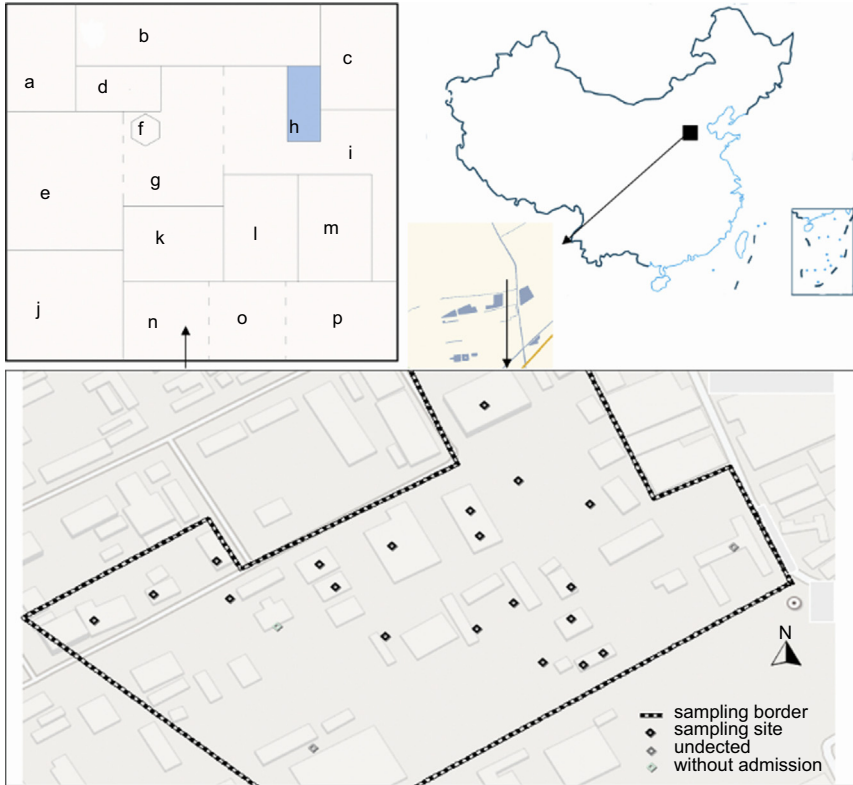 a
b
c
d
e
f
g
h
i
j
k
l
m
n
o
p
N
sampling border
sampling site
undected
without admission